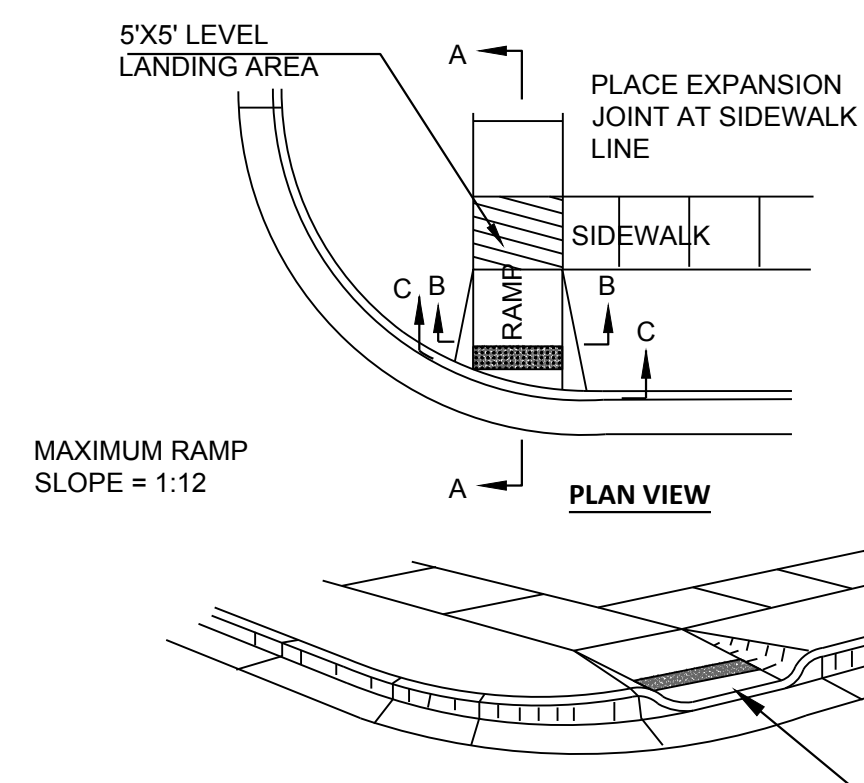 5'X5' LEVEL
LANDING AREA
A
PLACE EXPANSION
JOINT AT SIDEWALK
LINE
SIDEWALK
RAMP
C
B
B
C
MAXIMUM RAMP
SLOPE = 1:12
A
PLAN VIEW